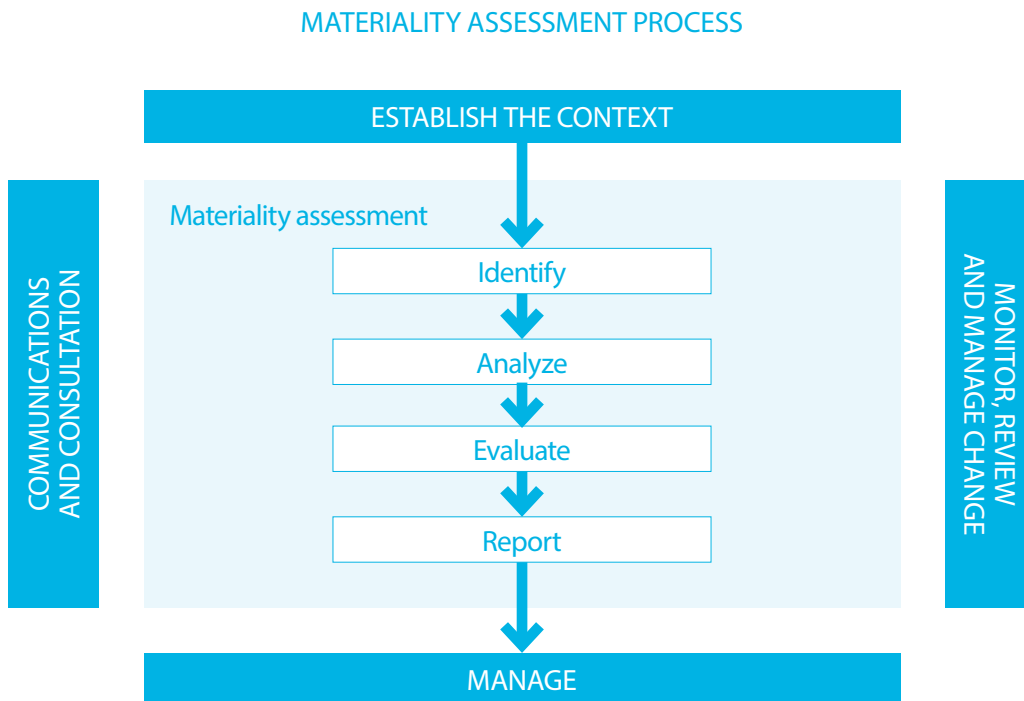 MATERIALITY ASSESSMENT PROCESS
ESTABLISH THE CONTEXT
COMMUNICATIONS
AND CONSULTATION
Materiality assessment
Identify
Analyze
Evaluate
Report
MONITOR, REVIEW
AND MANAGE CHANGE
MANAGE